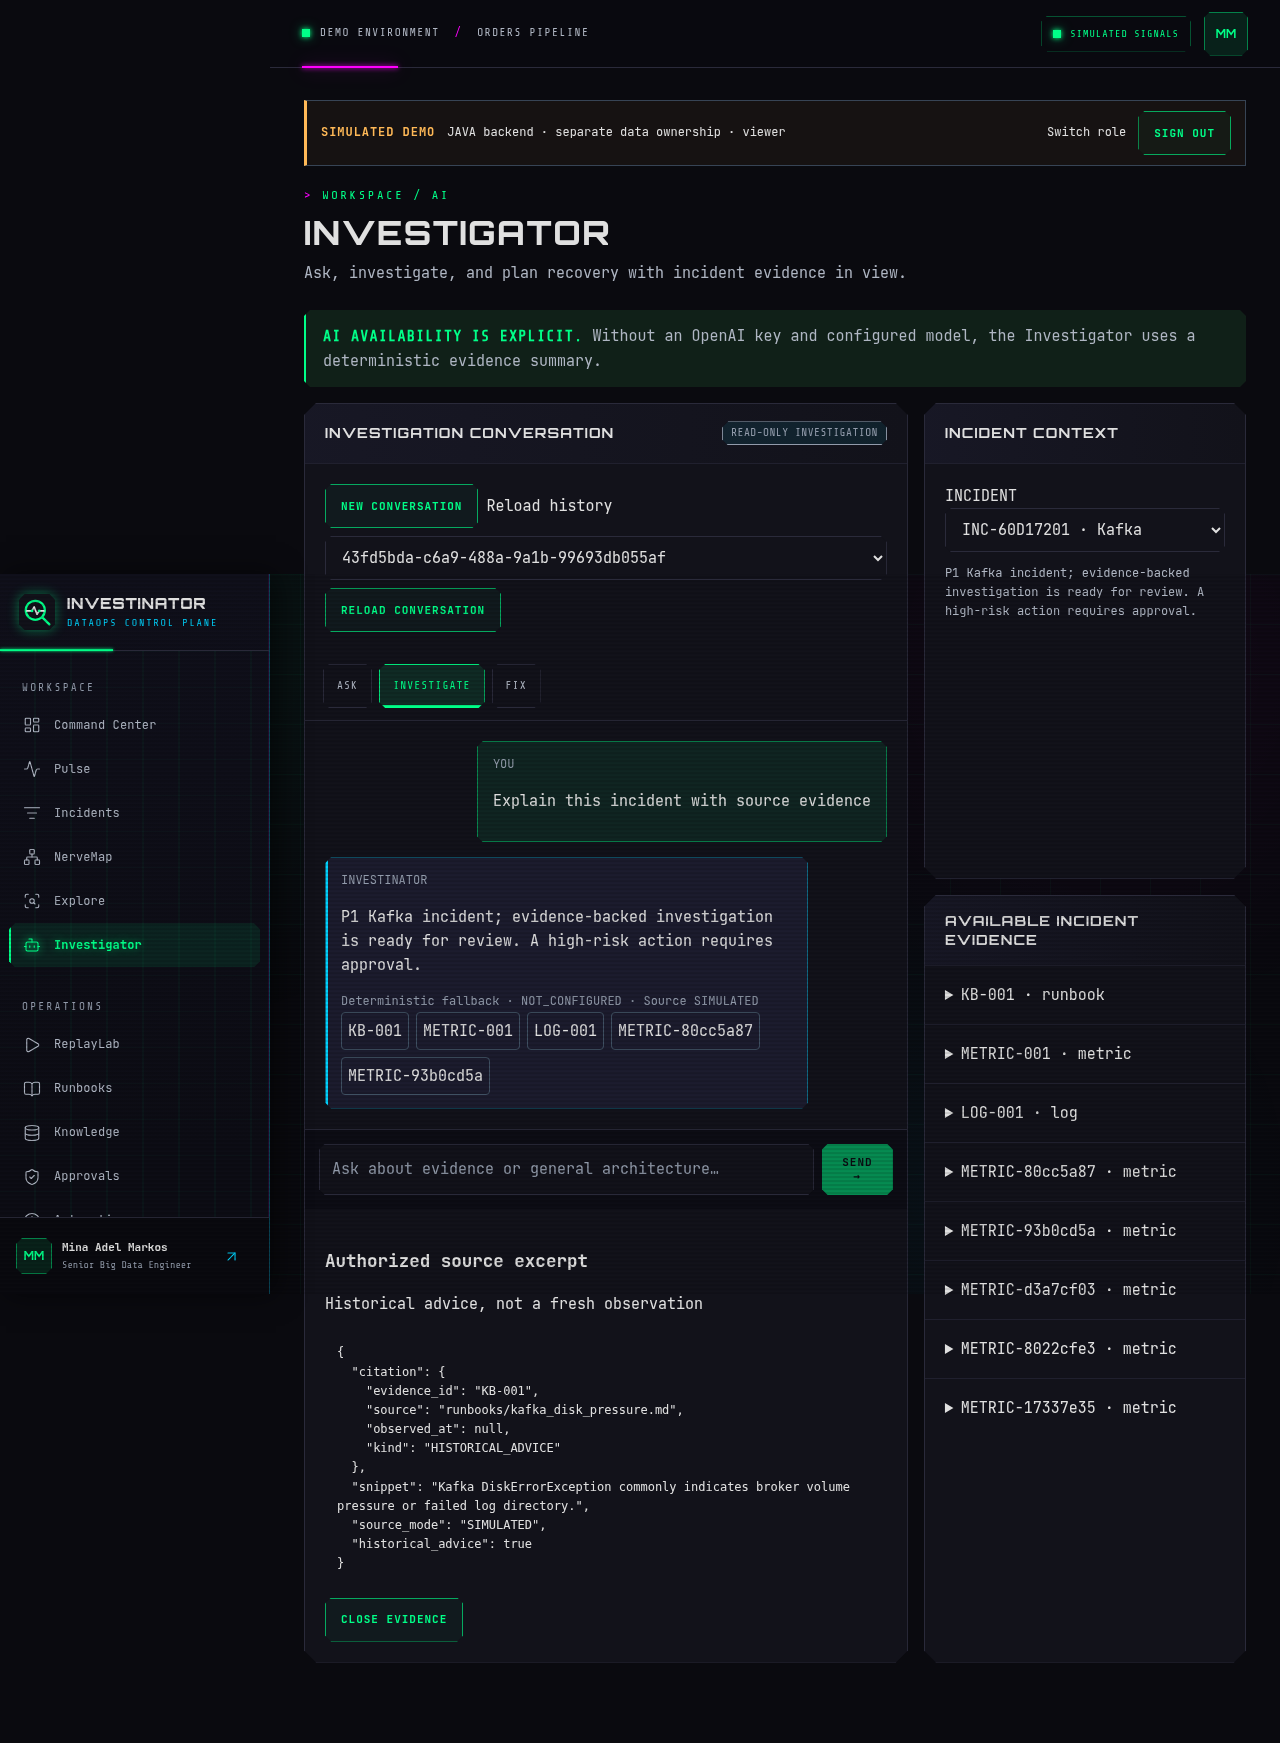 DEMO ENVIRONMENT / ORDERS PIPELINE
SIMULATED SIGNALS
MM
SIMULATED DEMO JAVA backend · separate data ownership · viewer
Switch role
SIGN OUT
> WORKSPACE / AI
INVESTIGATOR
Ask, investigate, and plan recovery with incident evidence in view.
AI AVAILABILITY IS EXPLICIT. Without an OpenAI key and configured model, the Investigator uses a
deterministic evidence summary.
INVESTIGATION CONVERSATION
READ-ONLY INVESTIGATION
NEW CONVERSATION
Reload history
43fd5bda-c6a9-488a-9a1b-99693db055af
RELOAD CONVERSATION
ASK
INVESTIGATE
FIX
YOU
Explain this incident with source evidence
INVESTINATOR
P1 Kafka incident; evidence-backed investigation
is ready for review. A high-risk action requires
approval.
Deterministic fallback · NOT_CONFIGURED · Source SIMULATED
KB-001
METRIC-001
LOG-001
METRIC-80cc5a87
METRIC-93b0cd5a
Ask about evidence or general architecture…
SEND
→
Authorized source excerpt
Historical advice, not a fresh observation
{
  "citation": {
    "evidence_id": "KB-001",
    "source": "runbooks/kafka_disk_pressure.md",
    "observed_at": null,
    "kind": "HISTORICAL_ADVICE"
  },
  "snippet": "Kafka DiskErrorException commonly indicates broker volume
pressure or failed log directory.",
  "source_mode": "SIMULATED",
  "historical_advice": true
}
CLOSE EVIDENCE
INCIDENT CONTEXT
INCIDENT
INC-60D17201 · Kafka
P1 Kafka incident; evidence-backed
investigation is ready for review. A
high-risk action requires approval.
AVAILABLE INCIDENT
EVIDENCE
KB-001 · runbook
METRIC-001 · metric
LOG-001 · log
METRIC-80cc5a87 · metric
METRIC-93b0cd5a · metric
METRIC-d3a7cf03 · metric
METRIC-8022cfe3 · metric
METRIC-17337e35 · metric
INVESTINATOR
DATAOPS CONTROL PLANE
WORKSPACE
Command Center
Pulse
Incidents
NerveMap
Explore
Investigator
OPERATIONS
ReplayLab
Runbooks
Knowledge
Approvals
MM
Mina Adel Markos
Senior Big Data Engineer